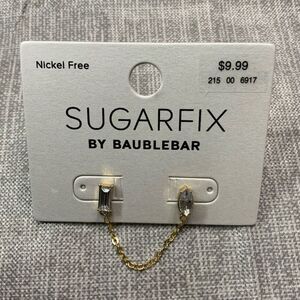 Nickel Free
$9.99
215 00 6917
SUGARFIX
BY BAUBLEBAR